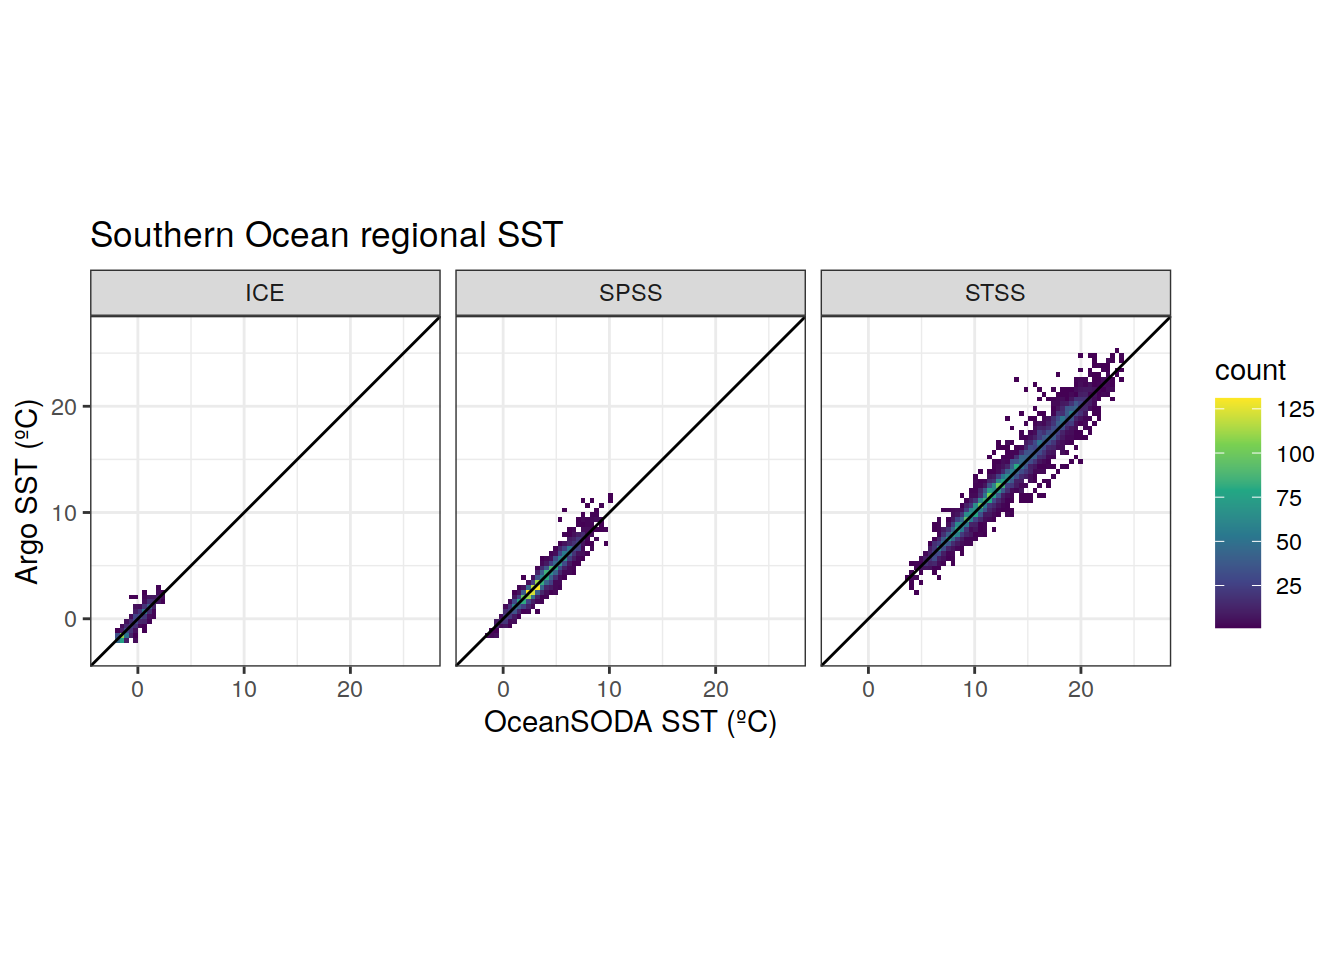 Southern Ocean regional SST
ICE SPSS STSS
Argo SST (ºC)
20
10
0
0 10 20 0 10 20 0 10 20
OceanSODA SST (ºC)
count
125
100
75
50
25